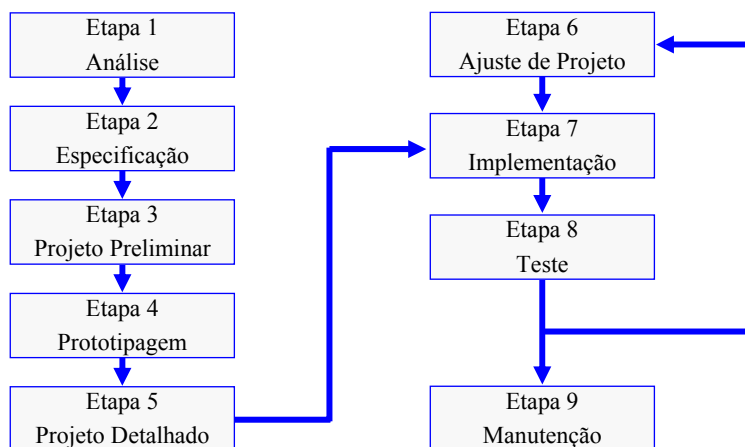 Etapa 1
Análise
Etapa 2
Especificação
Etapa 3
Projeto Preliminar
Etapa 4
Prototipagem
Etapa 5
Projeto Detalhado
Etapa 6
Ajuste de Projeto
Etapa 7
Implementação
Etapa 8
Teste
Etapa 9
Manutenção